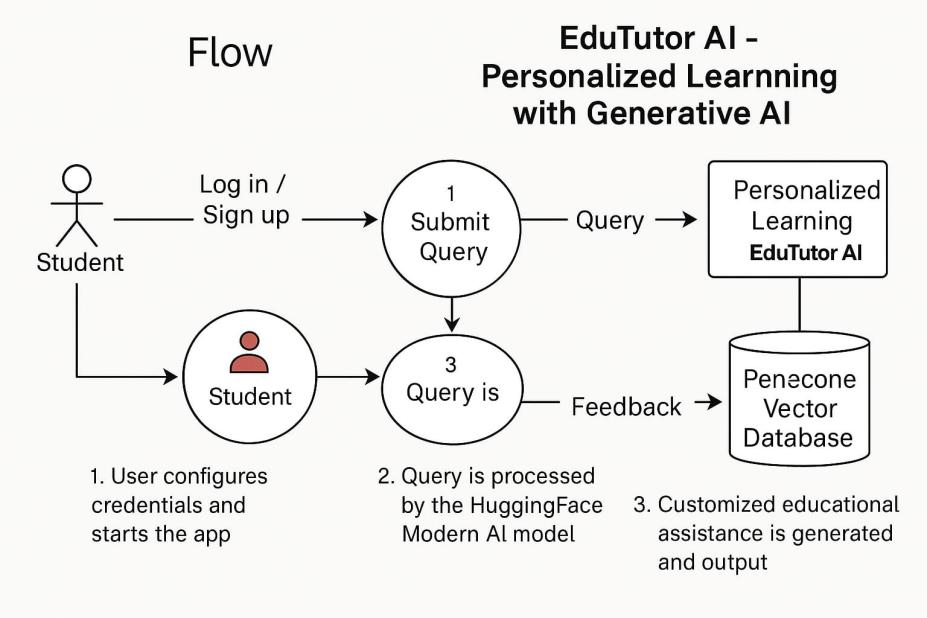 Flow
EduTutor AI -
Personalized Learnning
with Generative AI
Student
Log in /
Sign up
1
Submit
Query
Query
Personalized
Learning
EduTutor AI
Student
3
Query is
Feedback
Penecone
Vector
Database
1. User configures
credentials and
starts the app
2. Query is processed
by the HuggingFace
Modern AI model
3. Customized educational
assistance is generated
and output